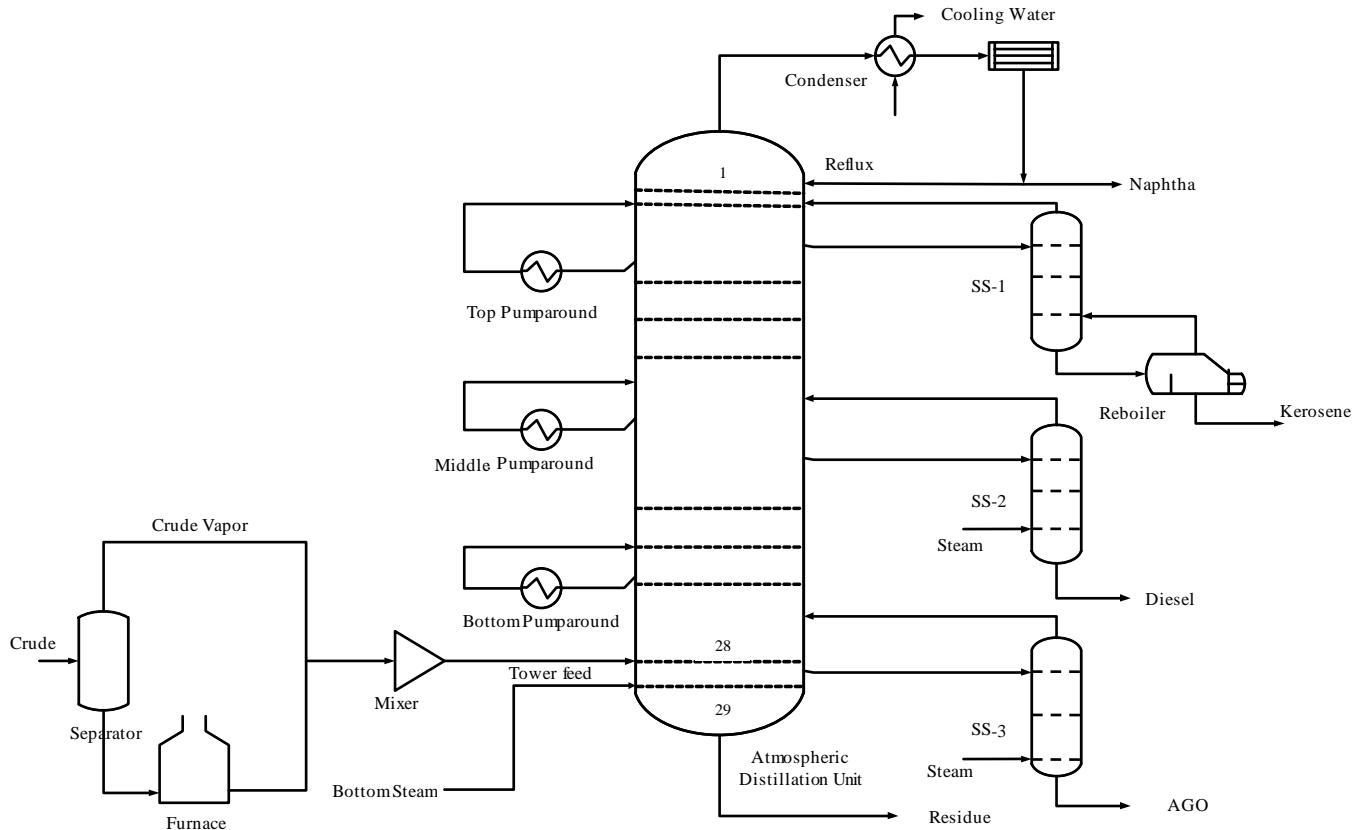 Cooling Water
Condenser
1
Reflux
Naphtha
SS-1
Top Pumparound
Reboiler
Kerosene
Middle Pumparound
SS-2
Crude Vapor
Steam
Diesel
Bottom Pumparound
Crude
28
Tower feed
Mixer
29
Separator
SS-3
Atmospheric
Distillation Unit
Steam
Bottom Steam
AGO
Residue
Furnace